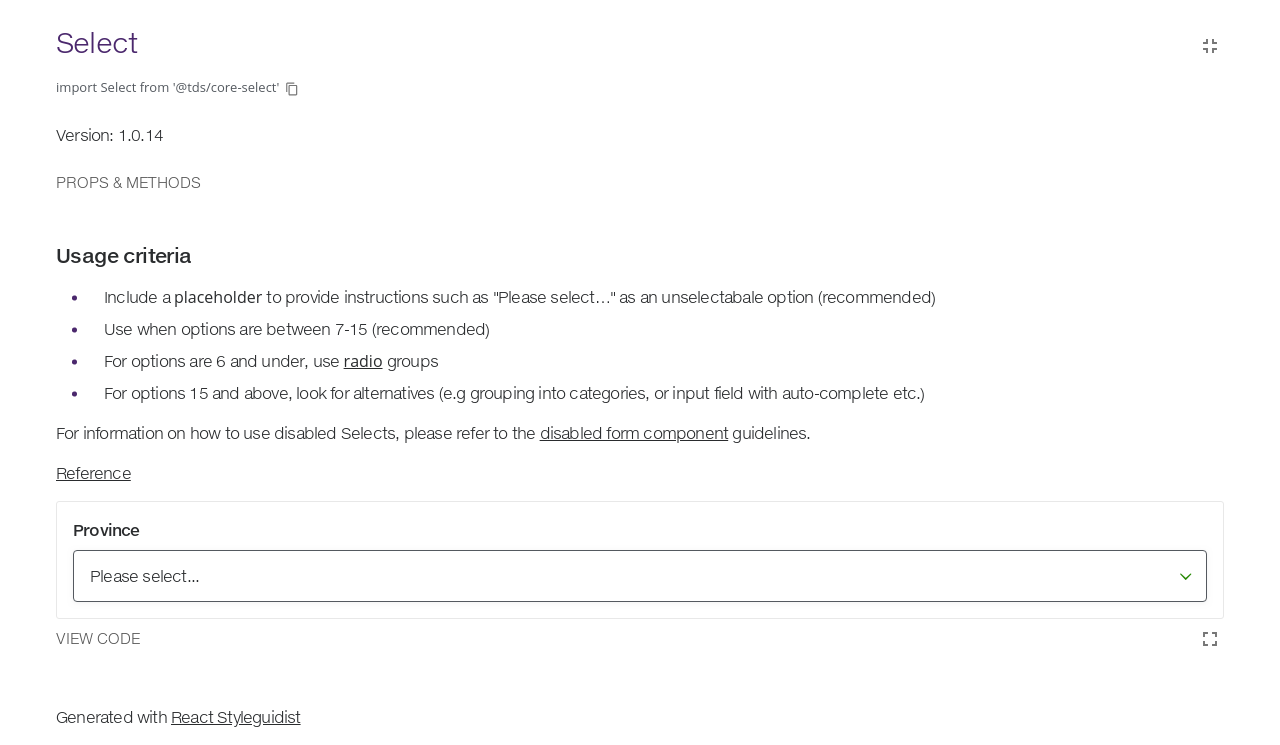 Select
import Select from '@tds/core-select'
Version: 1.0.14
PROPS & METHODS
Usage criteria
Include a placeholder to provide instructions such as "Please select…" as an unselectabale option (recommended)
Use when options are between 7-15 (recommended)
For options are 6 and under, use radio groups
For options 15 and above, look for alternatives (e.g grouping into categories, or input field with auto-complete etc.)
For information on how to use disabled Selects, please refer to the disabled form component guidelines.
Reference
Province
Please select...
VIEW CODE
Generated with React Styleguidist